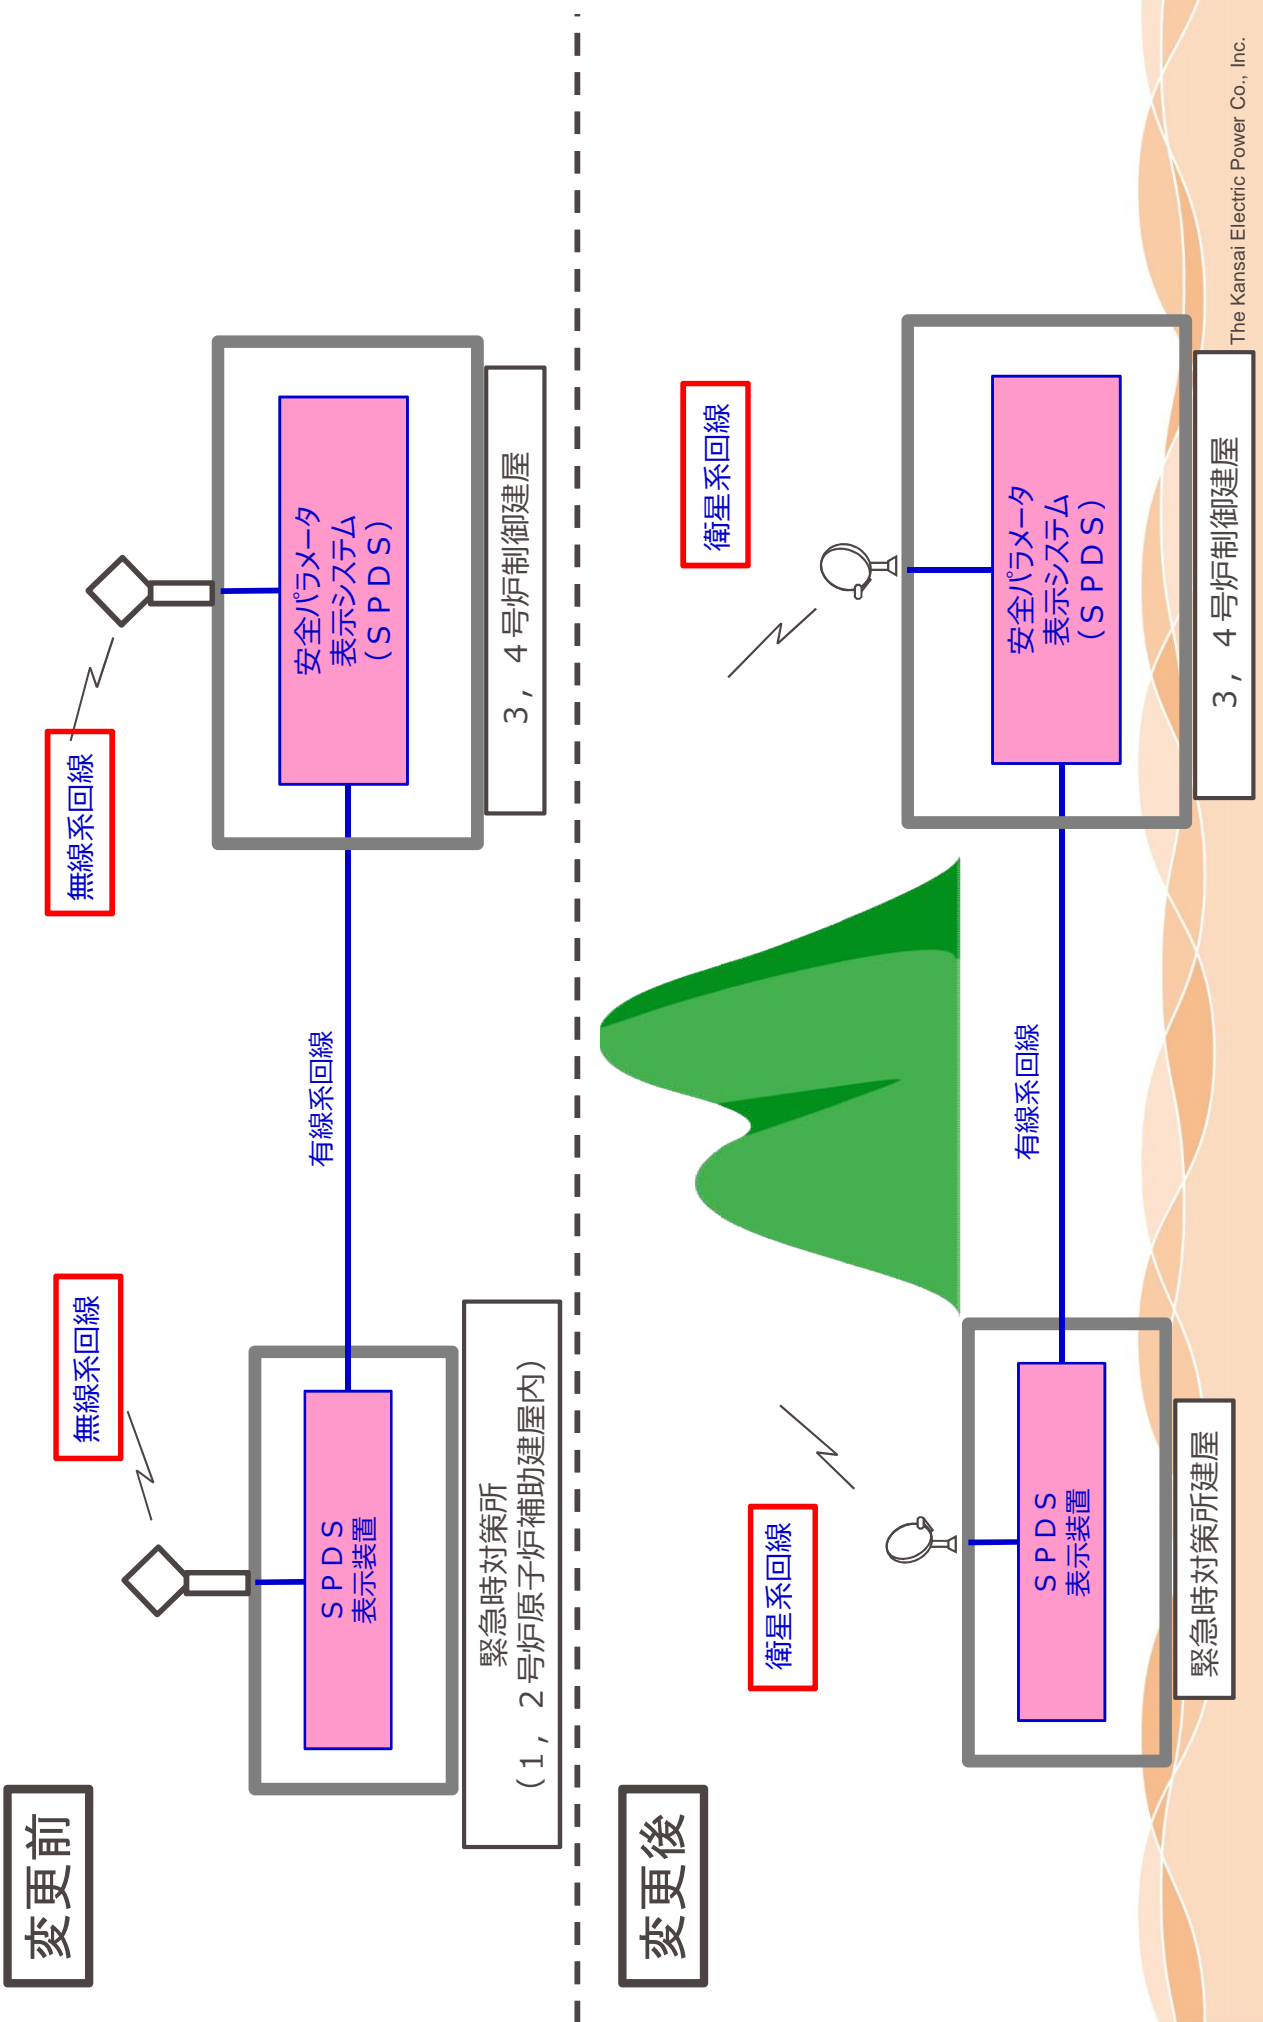 変更前
無線系回線
無線系回線
ＳＰＤＳ
表示装置
有線系回線
安全パラメータ
表示システム
（ＳＰＤＳ）
緊急時対策所
（１，２号炉原子炉補助建屋内）
３，４号炉制御建屋
変更後
衛星系回線
衛星系回線
ＳＰＤＳ
表示装置
有線系回線
安全パラメータ
表示システム
（ＳＰＤＳ）
緊急時対策所建屋
３，４号炉制御建屋
The Kansai Electric Power Co., Inc.